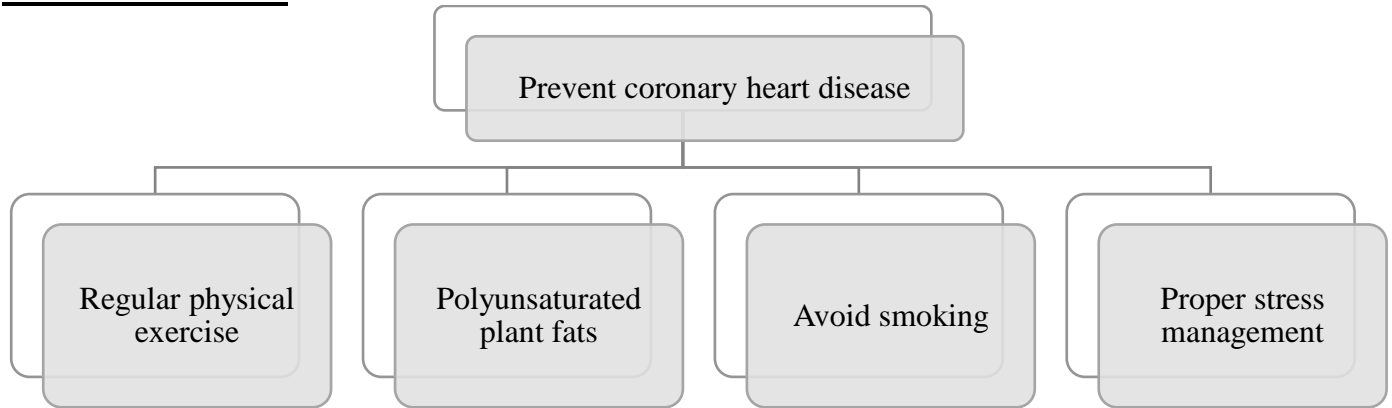 Prevent coronary heart disease
Regular physical
exercise
Polyunsaturated
plant fats
Avoid smoking
Proper stress
management